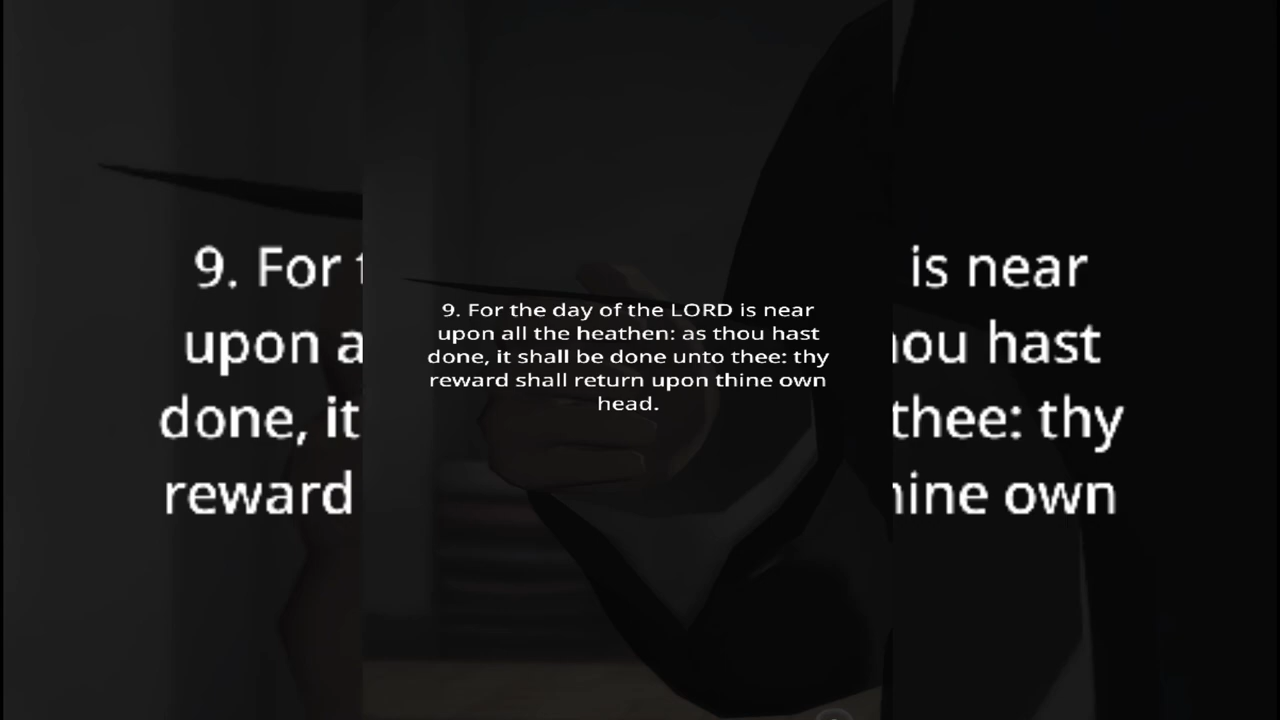 9. For the day of the LORD is near
upon all the heathen: as thou hast
done, it shall be done unto thee: thy
reward shall return upon thine own
head.
9. For
is near
upon a
ou hast
done, it
thee: thy
reward
ine own